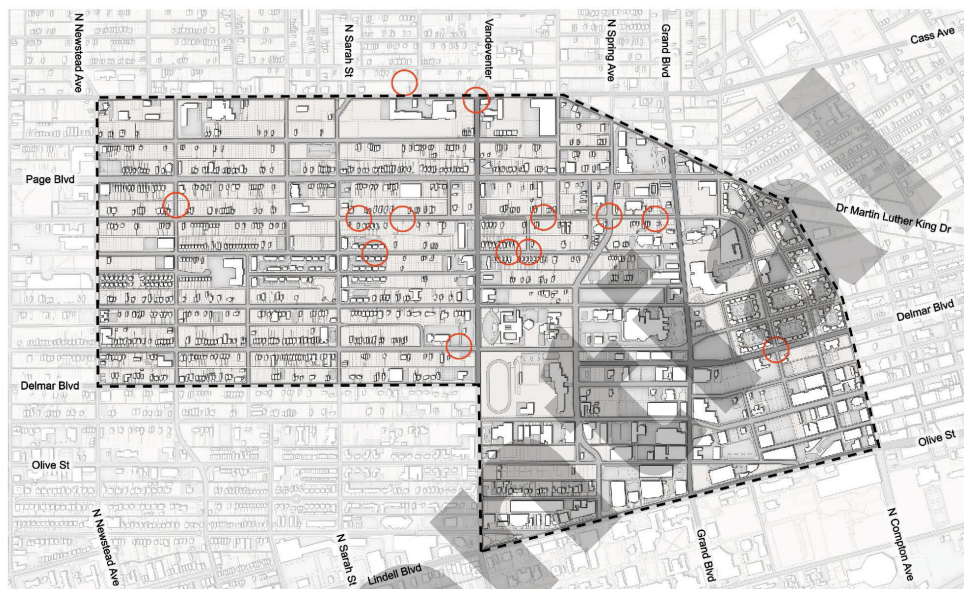 N Newstead Ave
N Sarah St
Vandeventer
N Spring Ave
Grand Blvd
Cass Ave
Page Blvd
Dr Martin Luther King Dr
Delmar Blvd
Delmar Blvd
Olive St
Olive St
N Newstead Ave
N Sarah St
Lindell Blvd
Grand Blvd
N Compton Ave